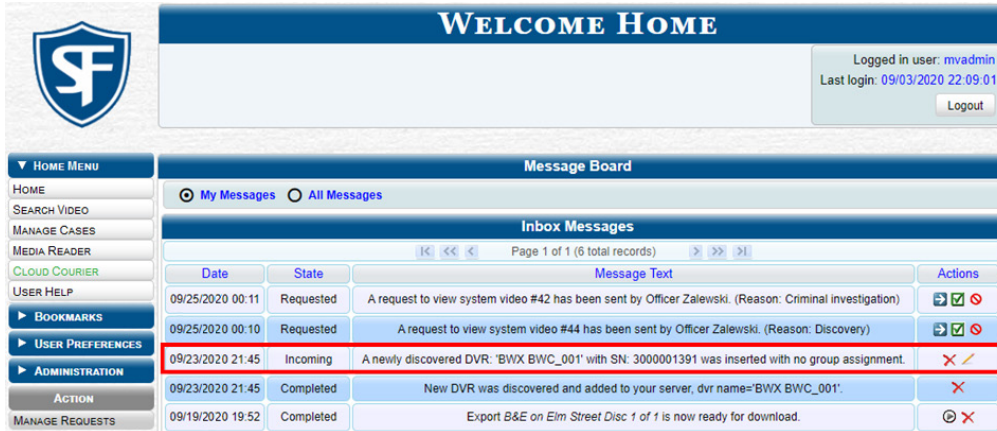 SF
WELCOME HOME
Logged in user: mvadmin
Last login: 09/03/2020 22:09:01
Logout
▼ HOME MENU
HOME
SEARCH VIDEO
MANAGE CASES
MEDIA READER
CLOUD COURIER
USER HELP
▶ BOOKMARKS
▶ USER PREFERENCES
▶ ADMINISTRATION
ACTION
MANAGE REQUESTS
Message Board
My Messages All Messages
Inbox Messages
|< << < Page 1 of 1 (6 total records) > >> >|
Date State Message Text Actions
09/25/2020 00:11 Requested A request to view system video #42 has been sent by Officer Zalewski. (Reason: Criminal investigation)
09/25/2020 00:10 Requested A request to view system video #44 has been sent by Officer Zalewski. (Reason: Discovery)
09/23/2020 21:45 Incoming A newly discovered DVR: 'BWX BWC_001' with SN: 3000001391 was inserted with no group assignment.
09/23/2020 21:45 Completed New DVR was discovered and added to your server, dvr name='BWX BWC_001'.
09/19/2020 19:52 Completed Export B&E on Elm Street Disc 1 of 1 is now ready for download.